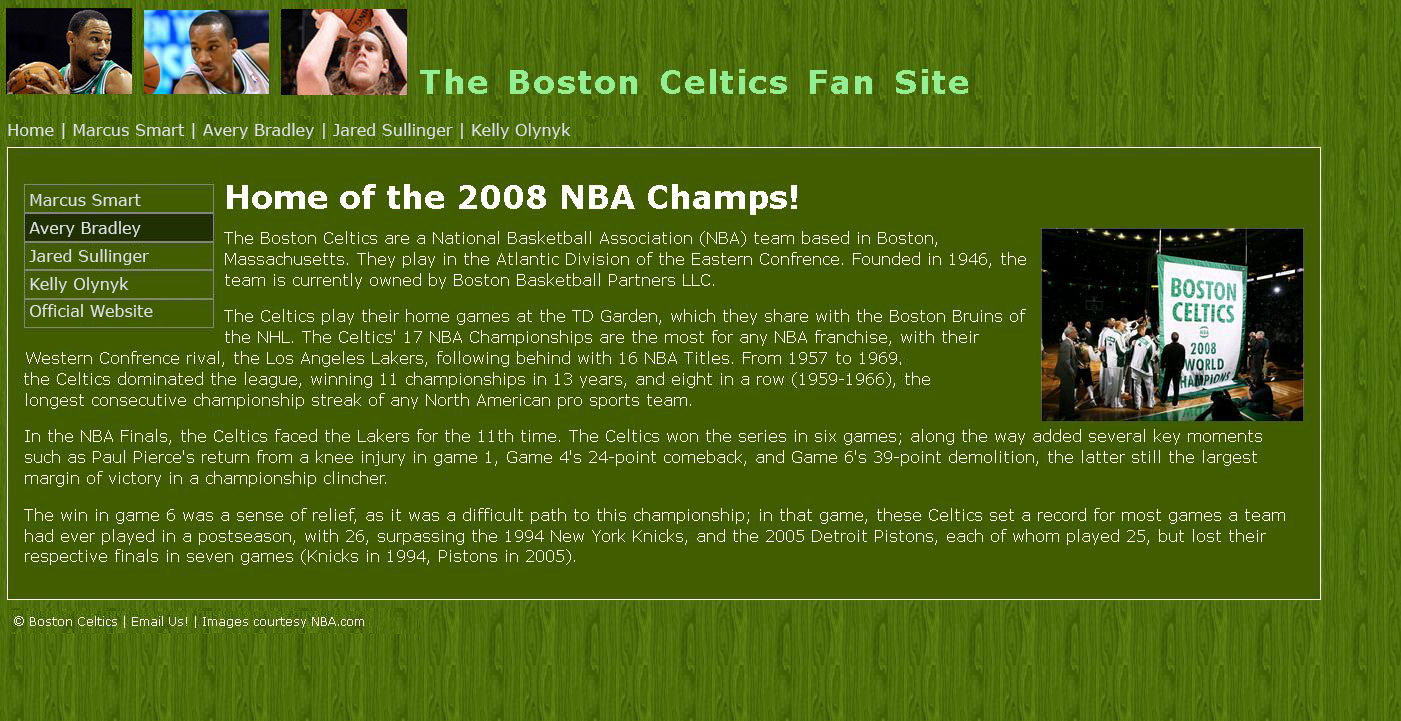 The Boston Celtics Fan Site
Home | Marcus Smart | Avery Bradley | Jared Sullinger | Kelly Olynyk
Marcus Smart
Avery Bradley
Jared Sullinger
Kelly Olynyk
Official Website
Home of the 2008 NBA Champs!
The Boston Celtics are a National Basketball Association (NBA) team based in Boston,
Massachusetts. They play in the Atlantic Division of the Eastern Confrence. Founded in 1946, the
team is currently owned by Boston Basketball Partners LLC.
The Celtics play their home games at the TD Garden, which they share with the Boston Bruins of
the NHL. The Celtics' 17 NBA Championships are the most for any NBA franchise, with their
Western Confrence rival, the Los Angeles Lakers, following behind with 16 NBA Titles. From 1957 to 1969,
the Celtics dominated the league, winning 11 championships in 13 years, and eight in a row (1959-1966), the
longest consecutive championship streak of any North American pro sports team.
BOSTON
CELTICS
2008
WORLD
CHAMPIONS
In the NBA Finals, the Celtics faced the Lakers for the 11th time. The Celtics won the series in six games; along the way added several key moments
such as Paul Pierce's return from a knee injury in game 1, Game 4's 24-point comeback, and Game 6's 39-point demolition, the latter still the largest
margin of victory in a championship clincher.
The win in game 6 was a sense of relief, as it was a difficult path to this championship; in that game, these Celtics set a record for most games a team
had ever played in a postseason, with 26, surpassing the 1994 New York Knicks, and the 2005 Detroit Pistons, each of whom played 25, but lost their
respective finals in seven games (Knicks in 1994, Pistons in 2005).
© Boston Celtics | Email Us! | Images courtesy NBA.com